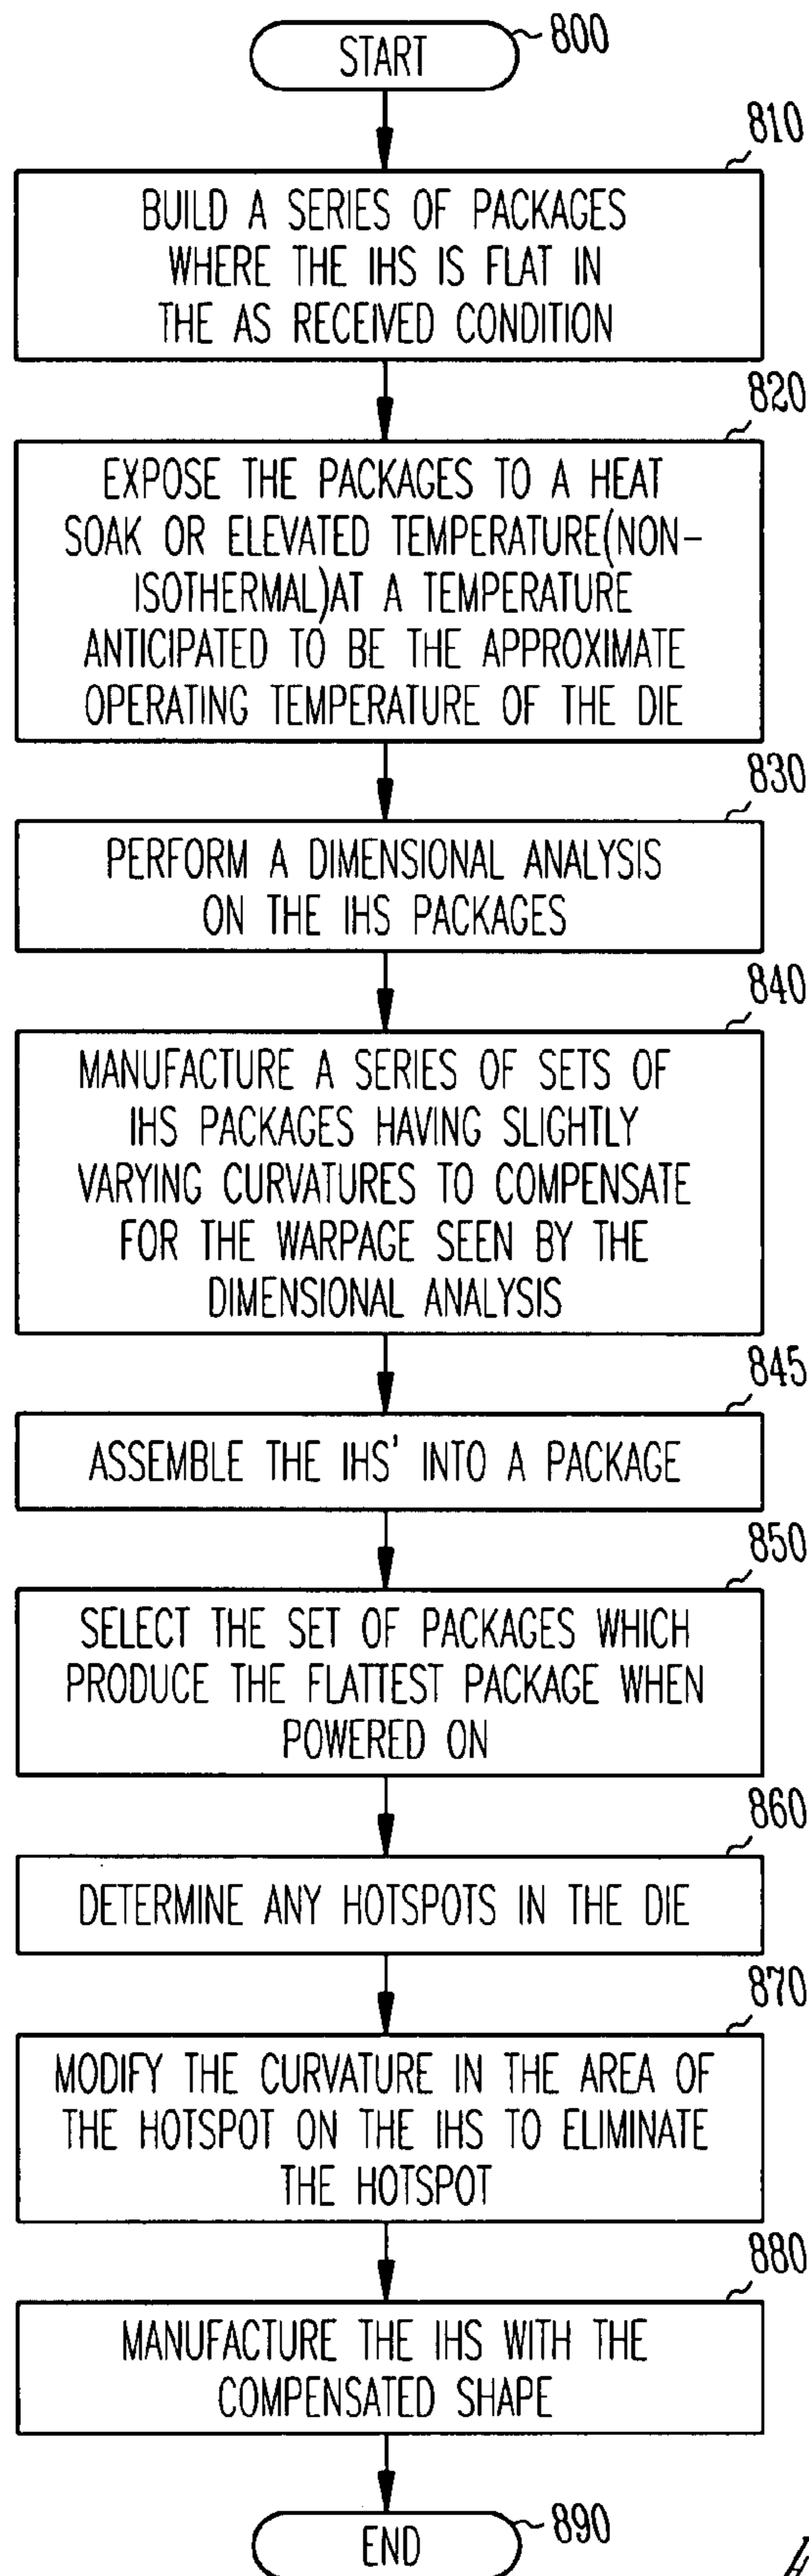 START
800
810
BUILD A SERIES OF PACKAGES
WHERE THE IHS IS FLAT IN
THE AS RECEIVED CONDITION
820
EXPOSE THE PACKAGES TO A HEAT
SOAK OR ELEVATED TEMPERATURE(NON-
ISOTHERMAL)AT A TEMPERATURE
ANTICIPATED TO BE THE APPROXIMATE
OPERATING TEMPERATURE OF THE DIE
830
PERFORM A DIMENSIONAL ANALYSIS
ON THE IHS PACKAGES
840
MANUFACTURE A SERIES OF SETS OF
IHS PACKAGES HAVING SLIGHTLY
VARYING CURVATURES TO COMPENSATE
FOR THE WARPAGE SEEN BY THE
DIMENSIONAL ANALYSIS
845
ASSEMBLE THE IHS' INTO A PACKAGE
850
SELECT THE SET OF PACKAGES WHICH
PRODUCE THE FLATTEST PACKAGE WHEN
POWERED ON
860
DETERMINE ANY HOTSPOTS IN THE DIE
870
MODIFY THE CURVATURE IN THE AREA OF
THE HOTSPOT ON THE IHS TO ELIMINATE
THE HOTSPOT
880
MANUFACTURE THE IHS WITH THE
COMPENSATED SHAPE
END
890